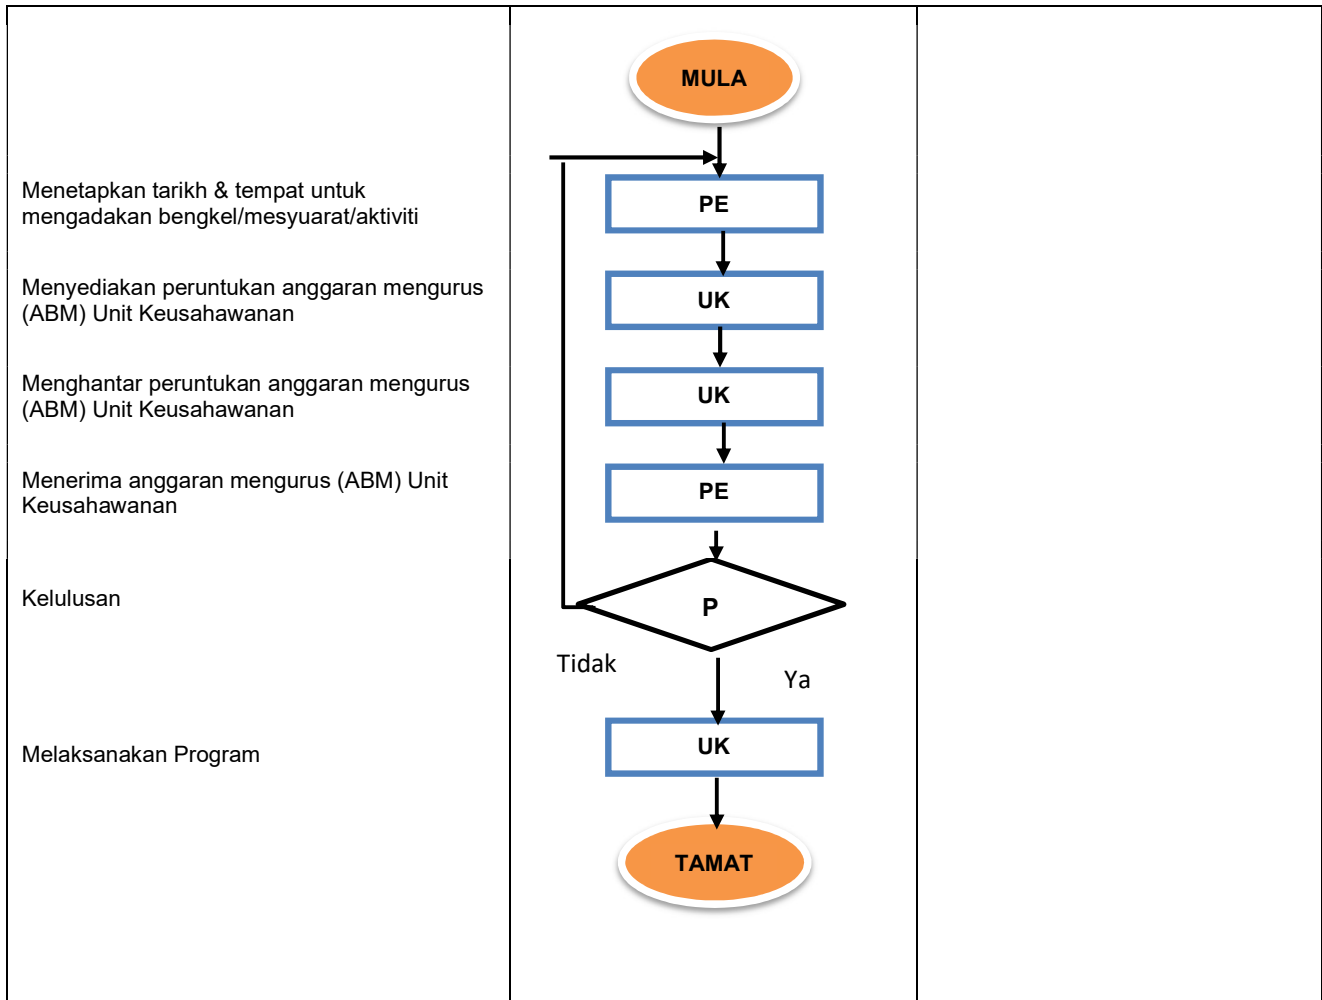 MULA
Menetapkan tarikh & tempat untuk
mengadakan bengkel/mesyuarat/aktiviti
PE
Menyediakan peruntukan anggaran mengurus
(ABM) Unit Keusahawanan
UK
Menghantar peruntukan anggaran mengurus
(ABM) Unit Keusahawanan
UK
Menerima anggaran mengurus (ABM) Unit
Keusahawanan
PE
Kelulusan
P
Tidak
Ya
Melaksanakan Program
UK
TAMAT